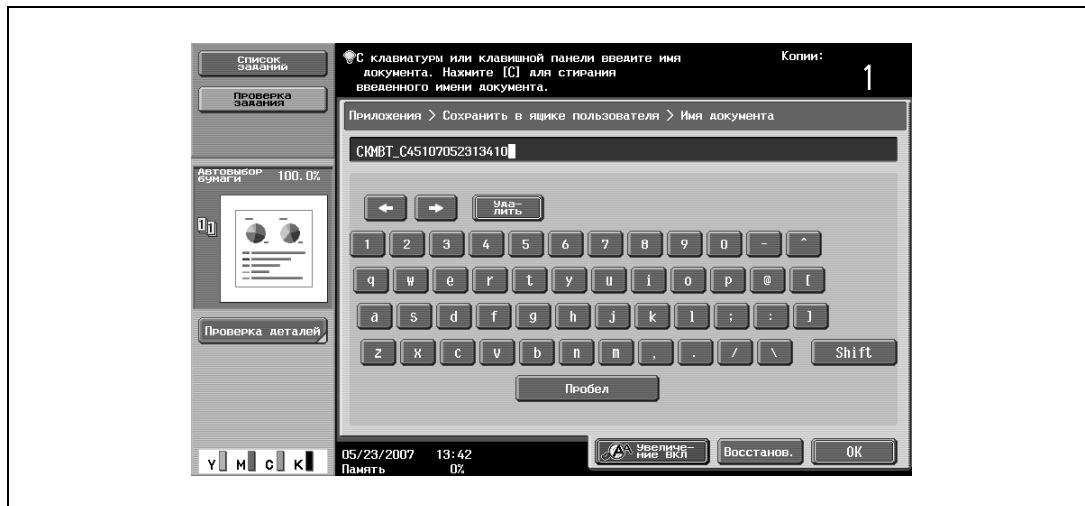 Список
заданий
Проверка
задания
Автовыбор
бумаги 100.0%
Проверка деталей
Y M C K
С клавиатуры или клавишной панели введите имя
документа. Нажмите [C] для стирания
введенного имени документа.
Копии:
1
Приложения > Сохранить в ящике пользователя > Имя документа
CKMBT_C45107052313410
← → Уда-
лить
1 2 3 4 5 6 7 8 9 0 - ^
q w e r t y u i o p @ [
a s d f g h j k l ; : ]
z x c v b n m , . / \ Shift
Пробел
05/23/2007 13:42
Память 0%
Увеличе-
ние ВКЛ
Восстанов.
OK